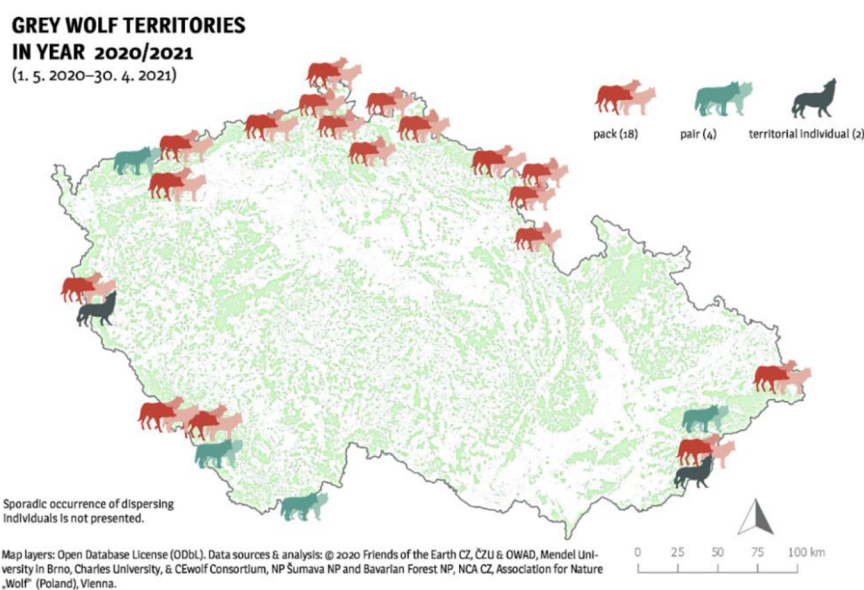 GREY WOLF TERRITORIES
IN YEAR 2020/2021
(1. 5. 2020–30. 4. 2021)
pack (18)
pair (4)
territorial individual (2)
Sporadic occurrence of dispersing
individuals is not presented.
Map layers: Open Database License (ODbL). Data sources & analysis: © 2020 Friends of the Earth CZ, ČZU & OWAD, Mendel Uni-
versity in Brno, Charles University, & CEwolf Consortium, NP Šumava NP and Bavarian Forest NP, NCA CZ, Association for Nature
„Wolf" (Poland), Vienna.
0 25 50 75 100 km